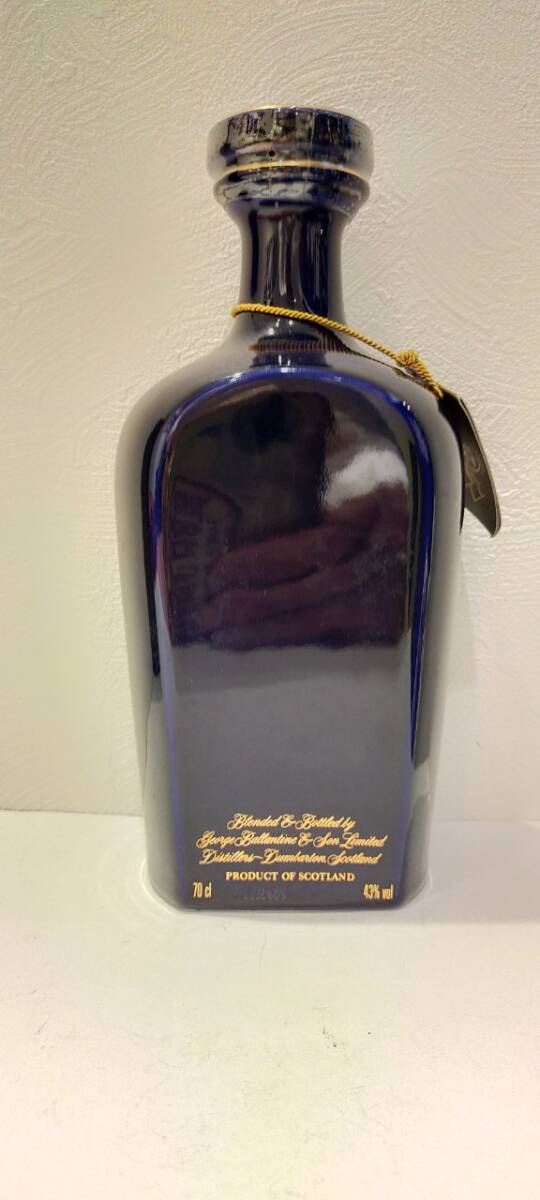 Blended & Bottled by
George Ballantine & Son Limited
Distillers~Dumbarton, Scotland
PRODUCT OF SCOTLAND
70 cl 43% vol